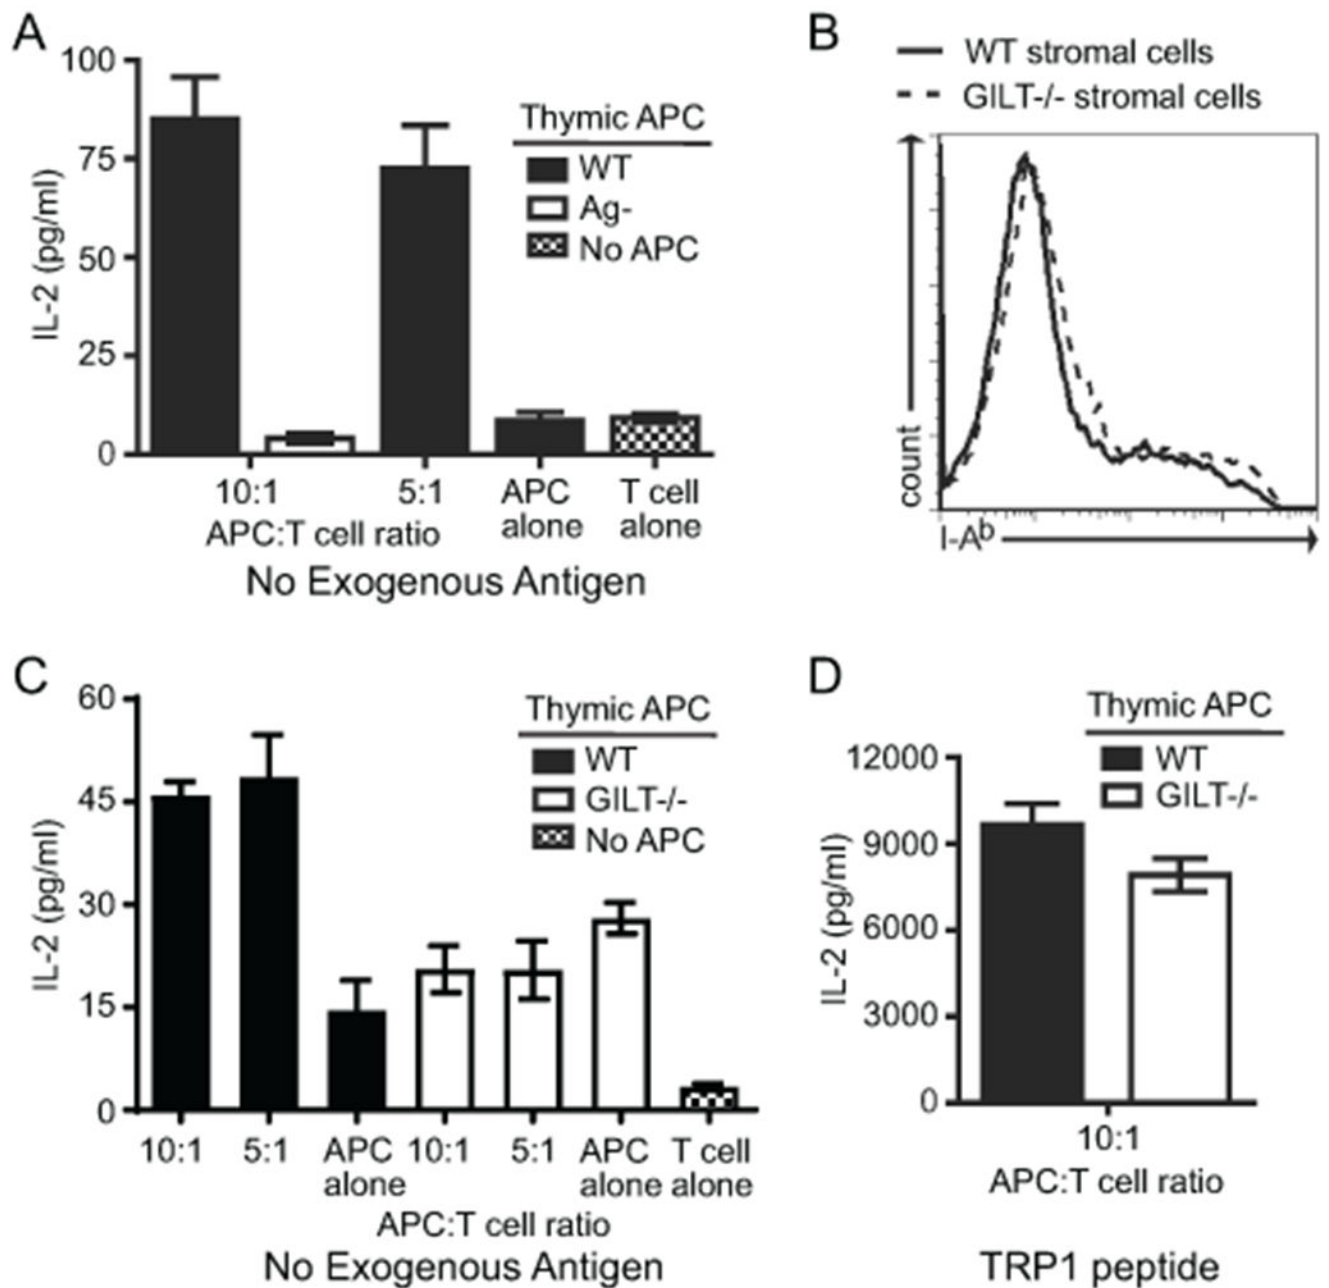 A
100
75
50
25
0
IL-2 (pg/ml)
Thymic APC
WT
Ag-
No APC
10:1 5:1 APC alone T cell alone
APC:T cell ratio
No Exogenous Antigen
B
WT stromal cells
GILT-/- stromal cells
count
I-Ab
C
60
45
30
15
0
IL-2 (pg/ml)
Thymic APC
WT
GILT-/-
No APC
10:1 5:1 APC alone 10:1 5:1 APC alone T cell alone
APC:T cell ratio
No Exogenous Antigen
D
12000
9000
6000
3000
0
IL-2 (pg/ml)
Thymic APC
WT
GILT-/-
10:1
APC:T cell ratio
TRP1 peptide